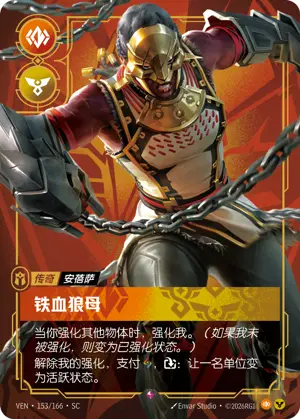 传奇 安蓓萨
铁血狼母
当你强化其他物体时，强化我。（如果我未
被强化，则变为已强化状态。）
解除我的强化，支付，：让一名单位变
为活跃状态。
VEN • 153/166 • SC
Envar Studio • ©2026RGI